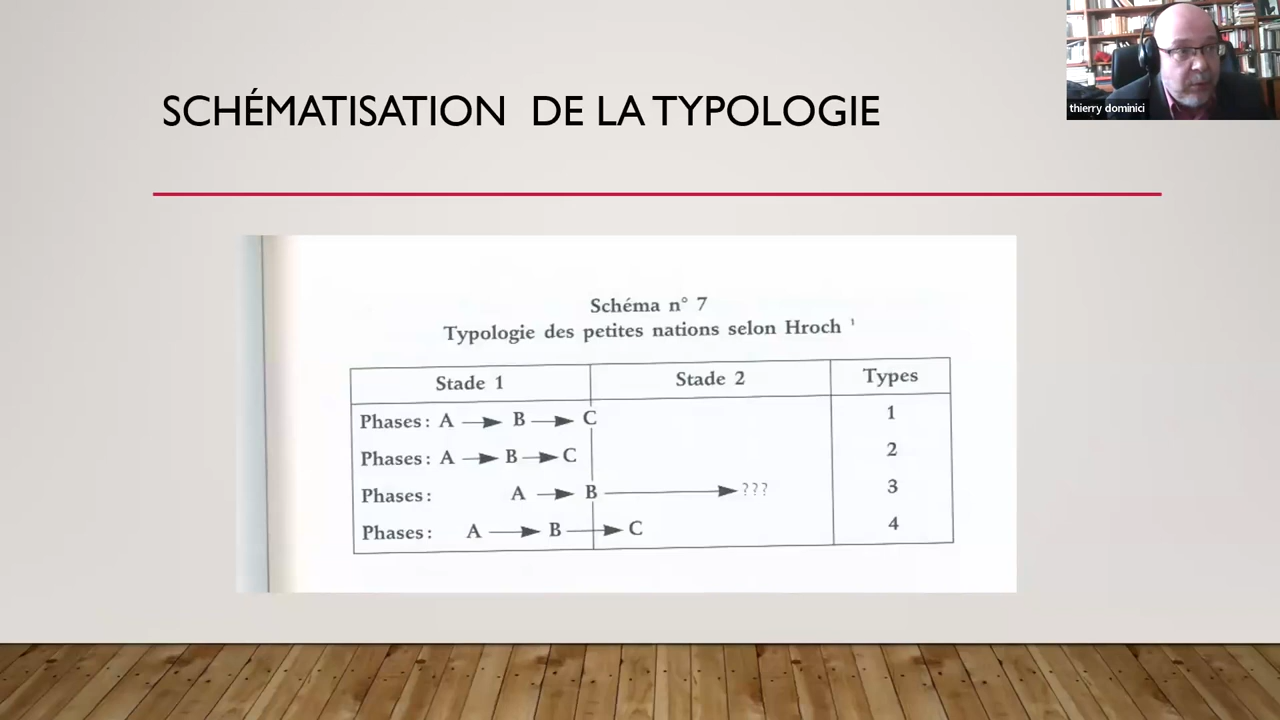 SCHÉMATISATION DE LA TYPOLOGIE
thierry dominici
Schéma n° 7
Typologie des petites nations selon Hroch ¹
Stade 1 Stade 2 Types
Phases: A → B → C 1
Phases: A → B → C 2
Phases: A → B → ??? 3
Phases: A → B → C 4